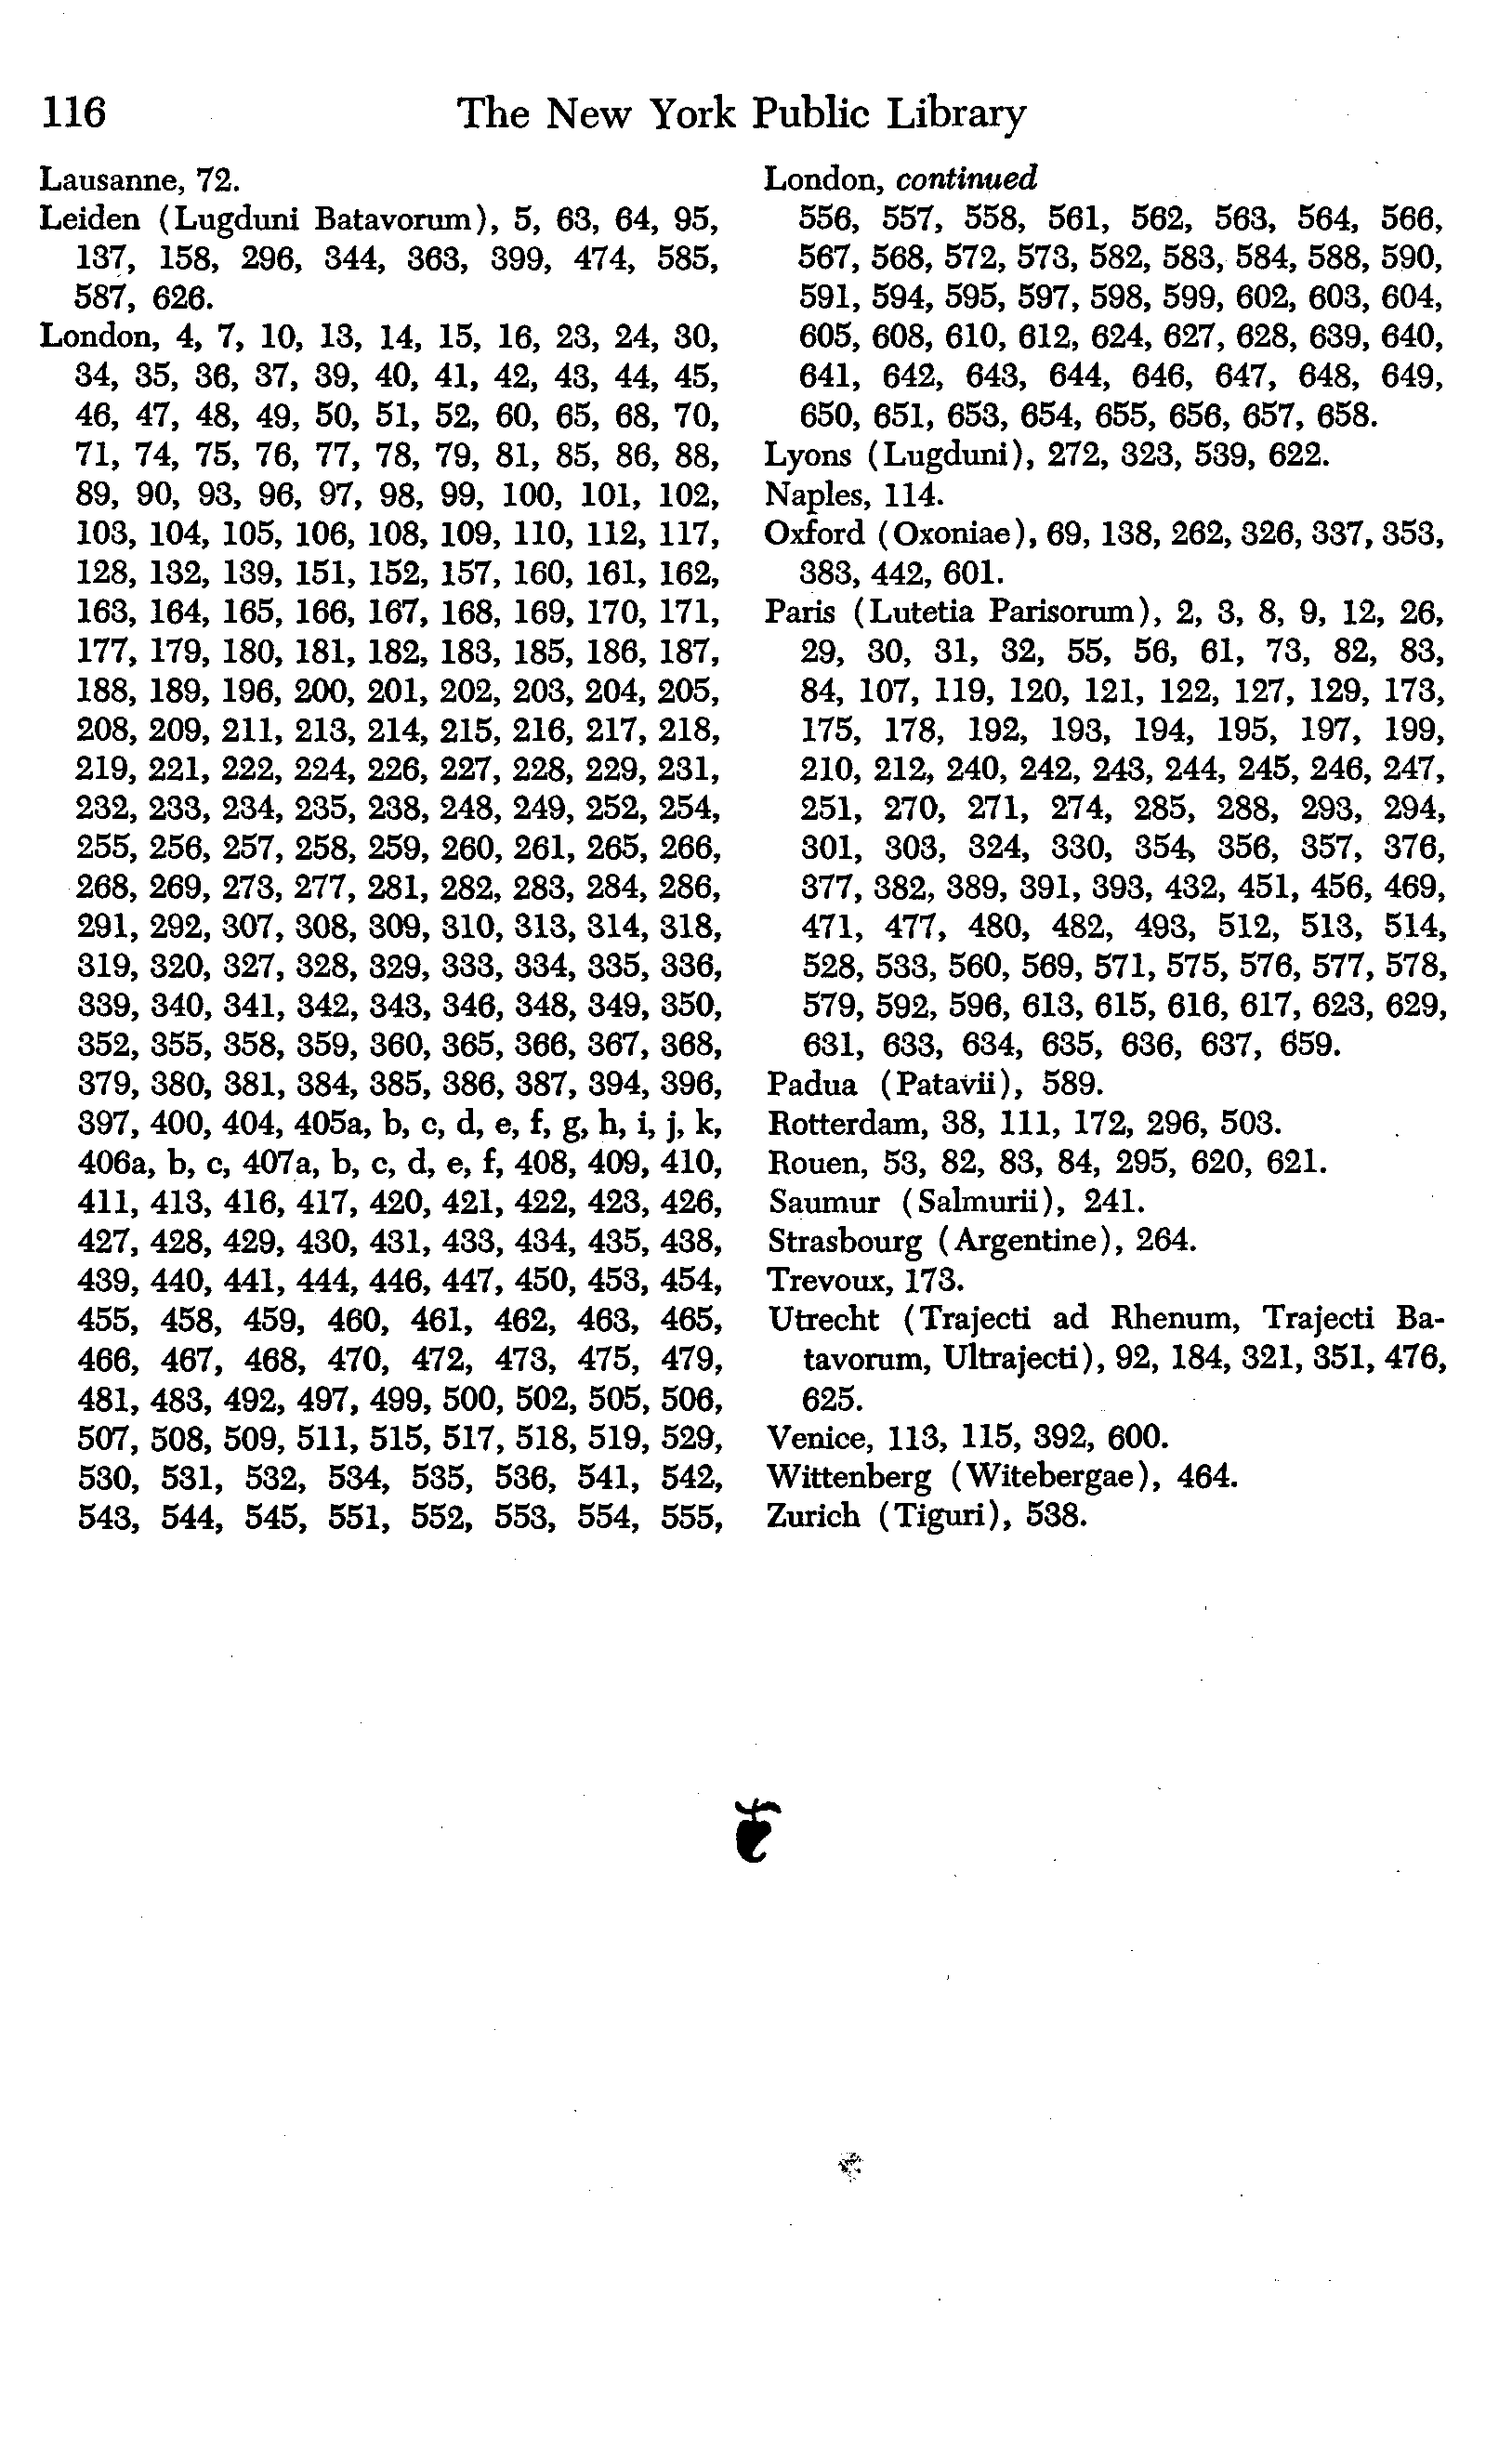 116 The New York Public Library
Lausanne, 72.
Leiden (Lugduni Batavorum), 5, 63, 64, 95,
137, 158, 296, 344, 363, 399, 474, 585,
587, 626.
London, 4, 7, 10, 13, 14, 15, 16, 23, 24, 30,
34, 35, 36, 37, 39, 40, 41, 42, 43, 44, 45,
46, 47, 48, 49, 50, 51, 52, 60, 65, 68, 70,
71, 74, 75, 76, 77, 78, 79, 81, 85, 86, 88,
89, 90, 93, 96, 97, 98, 99, 100, 101, 102,
103, 104, 105, 106, 108, 109, 110, 112, 117,
128, 132, 139, 151, 152, 157, 160, 161, 162,
163, 164, 165, 166, 167, 168, 169, 170, 171,
177, 179, 180, 181, 182, 183, 185, 186, 187,
188, 189, 196, 200, 201, 202, 203, 204, 205,
208, 209, 211, 213, 214, 215, 216, 217, 218,
219, 221, 222, 224, 226, 227, 228, 229, 231,
232, 233, 234, 235, 238, 248, 249, 252, 254,
255, 256, 257, 258, 259, 260, 261, 265, 266,
268, 269, 273, 277, 281, 282, 283, 284, 286,
291, 292, 307, 308, 309, 310, 313, 314, 318,
319, 320, 327, 328, 329, 333, 334, 335, 336,
339, 340, 341, 342, 343, 346, 348, 349, 350,
352, 355, 358, 359, 360, 365, 366, 367, 368,
379, 380, 381, 384, 385, 386, 387, 394, 396,
397, 400, 404, 405a, b, c, d, e, f, g, h, i, j, k,
406a, b, c, 407a, b, c, d, e, f, 408, 409, 410,
411, 413, 416, 417, 420, 421, 422, 423, 426,
427, 428, 429, 430, 431, 433, 434, 435, 438,
439, 440, 441, 444, 446, 447, 450, 453, 454,
455, 458, 459, 460, 461, 462, 463, 465,
466, 467, 468, 470, 472, 473, 475, 479,
481, 483, 492, 497, 499, 500, 502, 505, 506,
507, 508, 509, 511, 515, 517, 518, 519, 529,
530, 531, 532, 534, 535, 536, 541, 542,
543, 544, 545, 551, 552, 553, 554, 555,
London, continued
556, 557, 558, 561, 562, 563, 564, 566,
567, 568, 572, 573, 582, 583, 584, 588, 590,
591, 594, 595, 597, 598, 599, 602, 603, 604,
605, 608, 610, 612, 624, 627, 628, 639, 640,
641, 642, 643, 644, 646, 647, 648, 649,
650, 651, 653, 654, 655, 656, 657, 658.
Lyons (Lugduni), 272, 323, 539, 622.
Naples, 114.
Oxford (Oxoniae), 69, 138, 262, 326, 337, 353,
383, 442, 601.
Paris (Lutetia Parisorum), 2, 3, 8, 9, 12, 26,
29, 30, 31, 32, 55, 56, 61, 73, 82, 83,
84, 107, 119, 120, 121, 122, 127, 129, 173,
175, 178, 192, 193, 194, 195, 197, 199,
210, 212, 240, 242, 243, 244, 245, 246, 247,
251, 270, 271, 274, 285, 288, 293, 294,
301, 303, 324, 330, 354, 356, 357, 376,
377, 382, 389, 391, 393, 432, 451, 456, 469,
471, 477, 480, 482, 493, 512, 513, 514,
528, 533, 560, 569, 571, 575, 576, 577, 578,
579, 592, 596, 613, 615, 616, 617, 623, 629,
631, 633, 634, 635, 636, 637, 659.
Padua (Patavii), 589.
Rotterdam, 38, 111, 172, 296, 503.
Rouen, 53, 82, 83, 84, 295, 620, 621.
Saumur (Salmurii), 241.
Strasbourg (Argentine), 264.
Trevoux, 173.
Utrecht (Trajecti ad Rhenum, Trajecti Ba-
tavorum, Ultrajecti), 92, 184, 321, 351, 476,
625.
Venice, 113, 115, 392, 600.
Wittenberg (Witebergae), 464.
Zurich (Tiguri), 538.